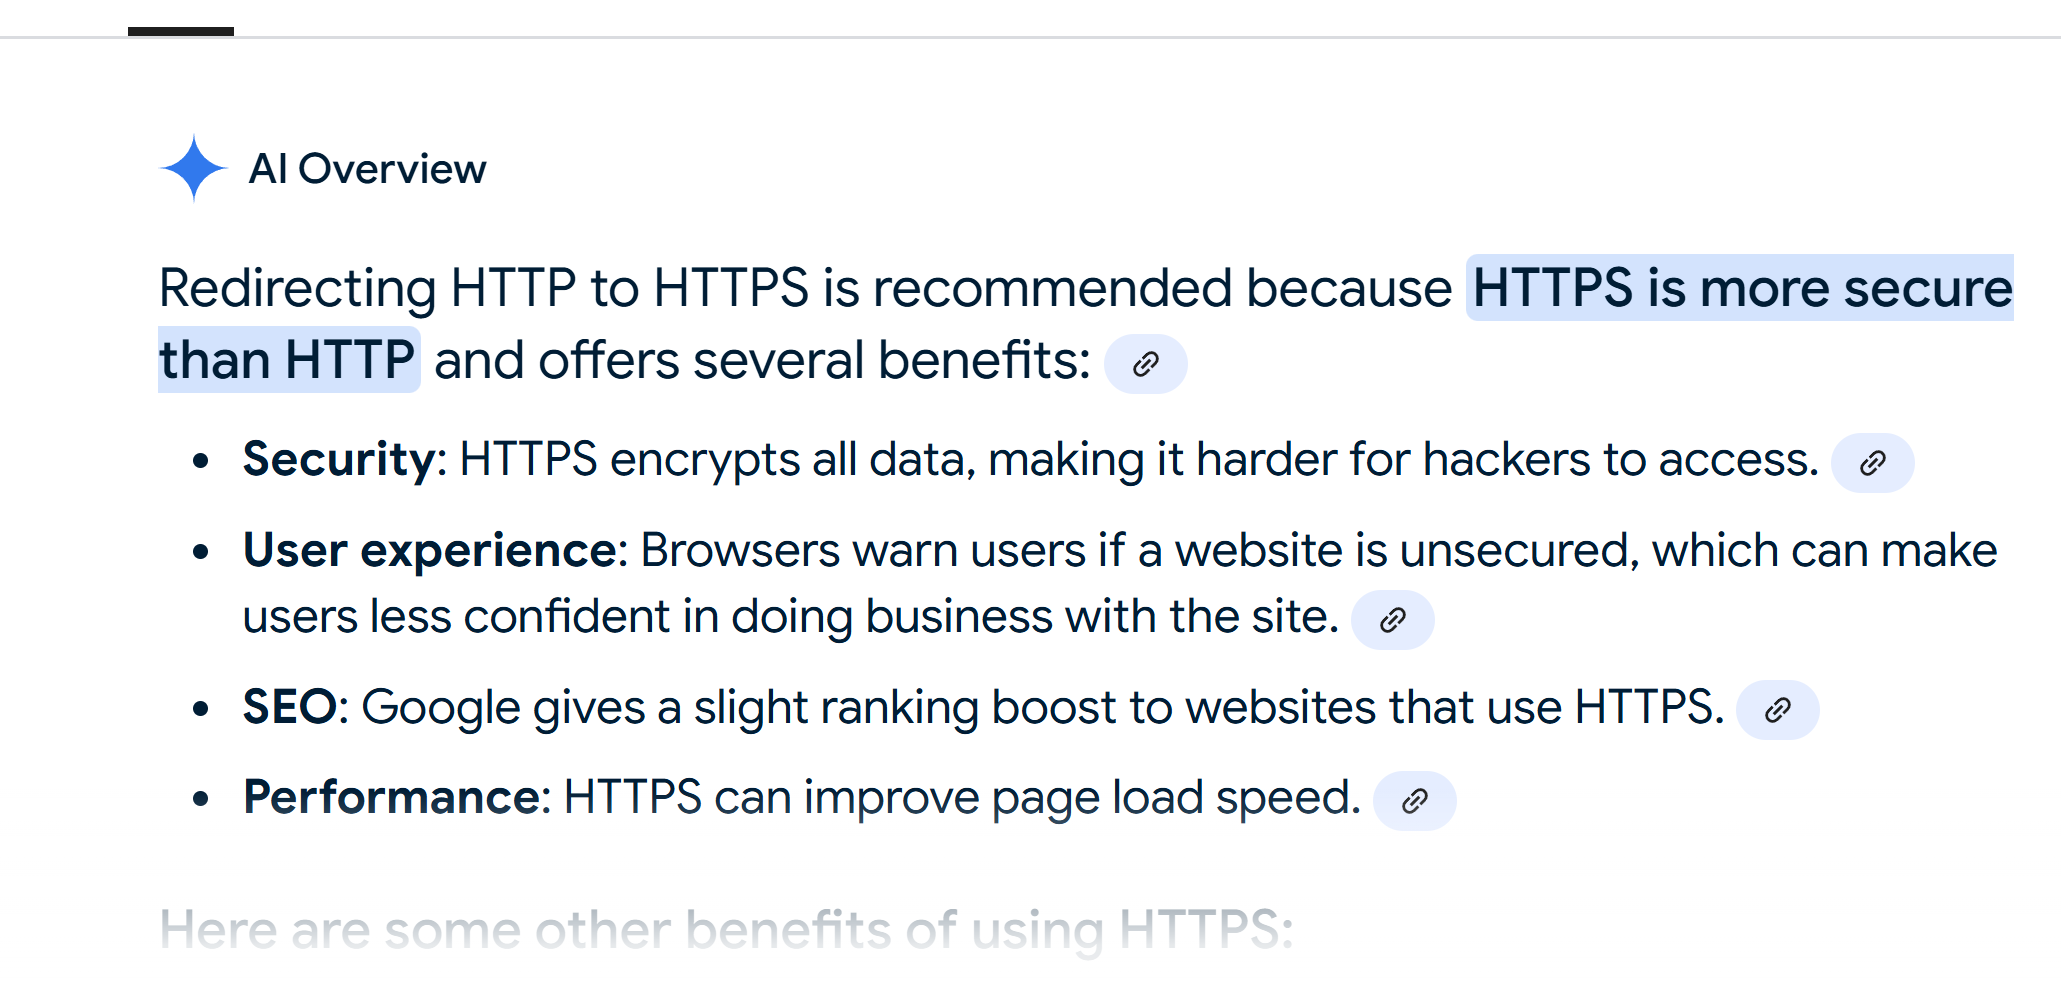 AI Overview
Redirecting HTTP to HTTPS is recommended because HTTPS is more secure
than HTTP and offers several benefits:
• Security: HTTPS encrypts all data, making it harder for hackers to access.
• User experience: Browsers warn users if a website is unsecured, which can make
users less confident in doing business with the site.
• SEO: Google gives a slight ranking boost to websites that use HTTPS.
• Performance: HTTPS can improve page load speed.
Here are some other benefits of using HTTPS: